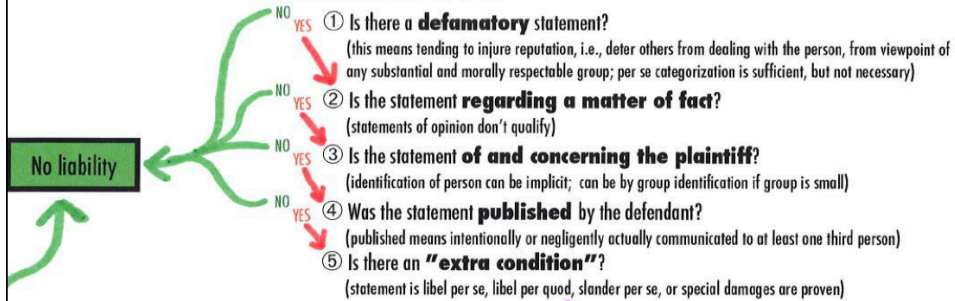 NO
YES ① Is there a defamatory statement?
(this means tending to injure reputation, i.e., deter others from dealing with the person, from viewpoint of
any substantial and morally respectable group; per se categorization is sufficient, but not necessary)
NO
YES ② Is the statement regarding a matter of fact?
(statements of opinion don't qualify)
NO
YES ③ Is the statement of and concerning the plaintiff?
(identification of person can be implicit; can be by group identification if group is small)
No liability
NO
YES ④ Was the statement published by the defendant?
(published means intentionally or negligently actually communicated to at least one third person)
⑤ Is there an "extra condition"?
(statement is libel per se, libel per quod, slander per se, or special damages are proven)